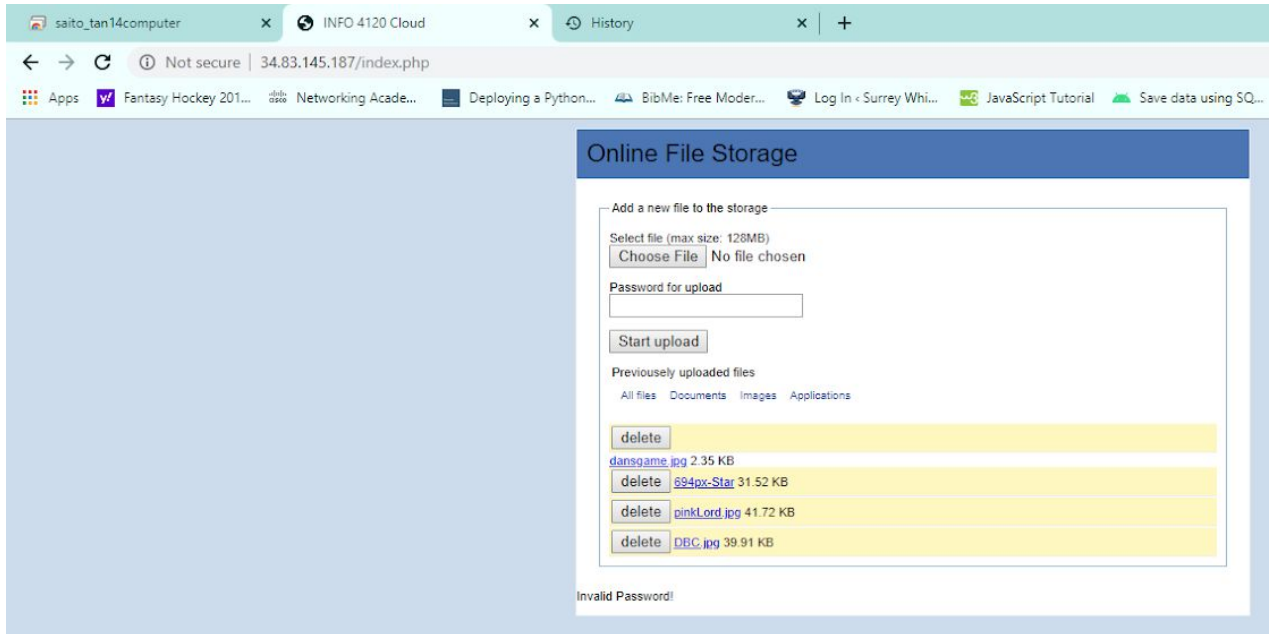 saito_tan14computer INFO 4120 Cloud History
Not secure | 34.83.145.187/index.php
Apps Fantasy Hockey 201... Networking Acade... Deploying a Python... BibMe: Free Moder... Log In ‹ Surrey Whi... JavaScript Tutorial Save data using SQ...
Online File Storage
Add a new file to the storage
Select file (max size: 128MB)
Choose File No file chosen
Password for upload
Start upload
Previousely uploaded files
All files Documents Images Applications
delete
dansgame.jpg 2.35 KB
delete 694px-Star 31.52 KB
delete pinkLord.jpg 41.72 KB
delete DBC.jpg 39.91 KB
Invalid Password!